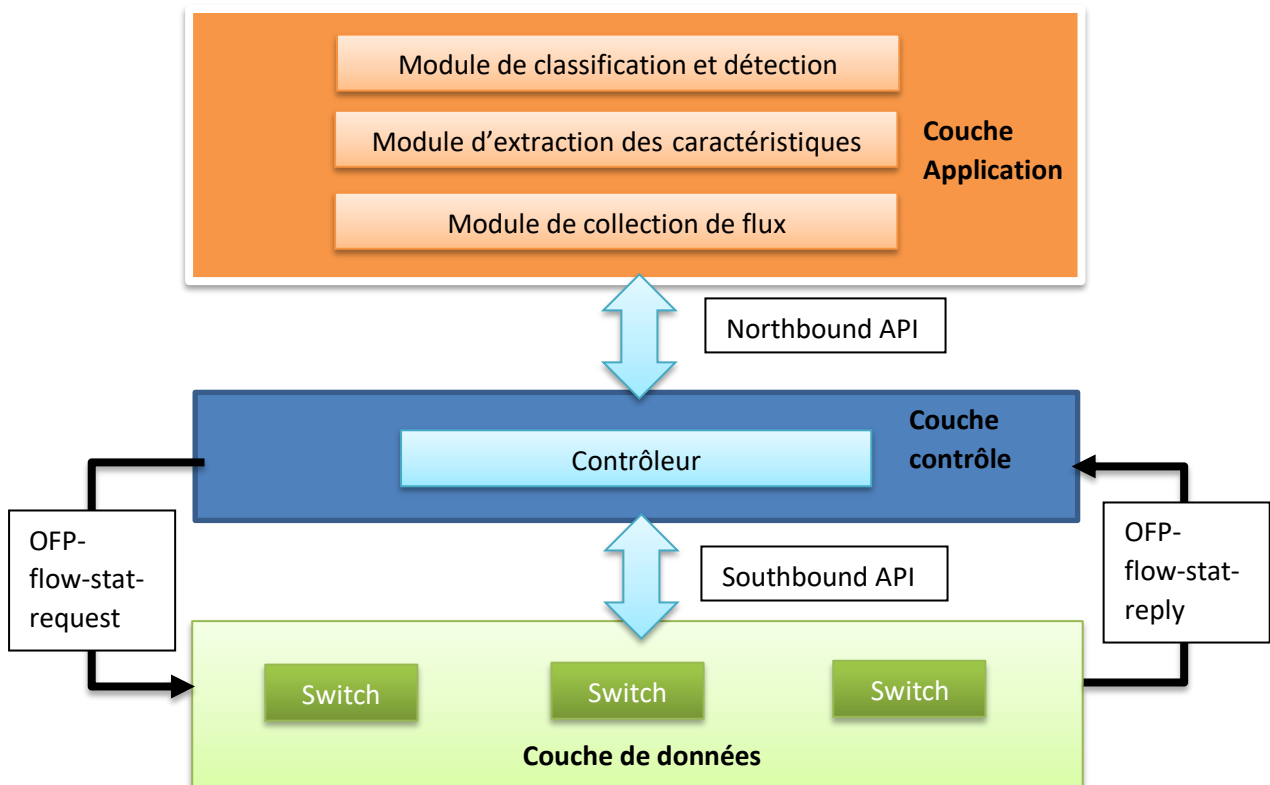 Module de classification et détection
Module d'extraction des caractéristiques
Couche
Application
Module de collection de flux
Northbound API
Couche
contrôle
Contrôleur
OFP-
flow-stat-
request
OFP-
flow-stat-
reply
Southbound API
Switch
Switch
Switch
Couche de données